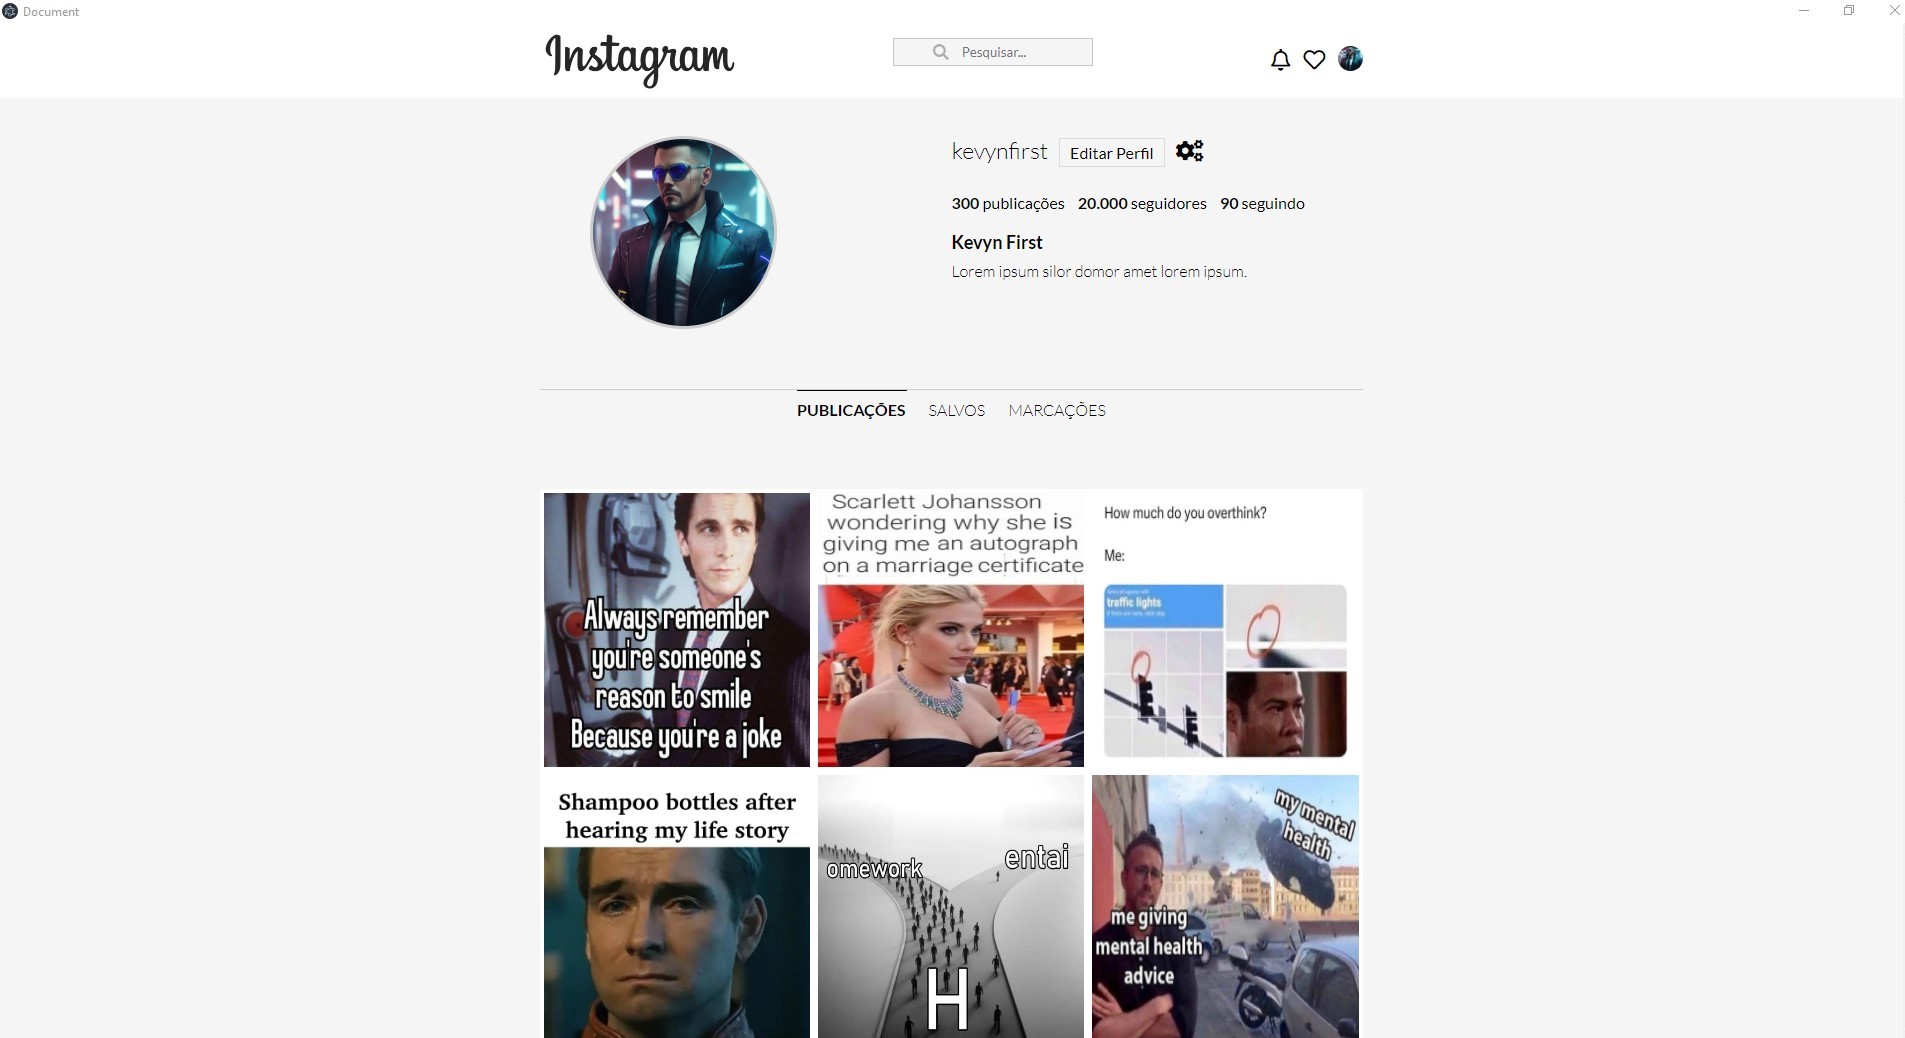 Document
Instagram
Pesquisar...
kevynfirst
Editar Perfil
300 publicações 20.000 seguidores 90 seguindo
Kevyn First
Lorem ipsum silor domor amet lorem ipsum.
PUBLICAÇÕES SALVOS MARCAÇÕES
Always remember
you're someone's
reason to smile
Because you're a joke
Scarlett Johansson
wondering why she is
giving me an autograph
on a marriage certificate
How much do you overthink?
Me:
traffic lights
Shampoo bottles after
hearing my life story
omework
entai
H
my mental
health
me giving
mental health
advice